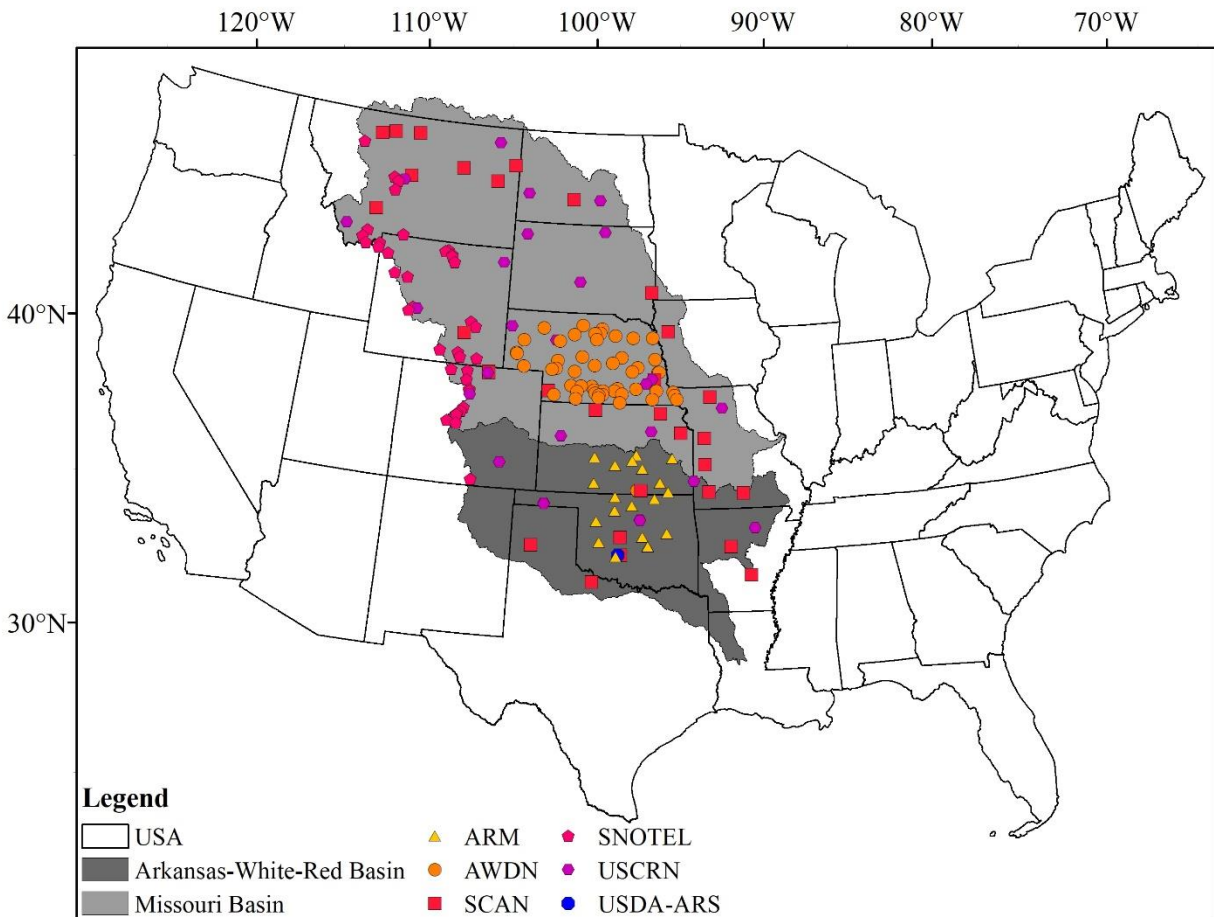 120°W 110°W 100°W 90°W 80°W 70°W
40°N
30°N
Legend
USA ARM SNOTEL
Arkansas-White-Red Basin AWDN USCRN
Missouri Basin SCAN USDA-ARS